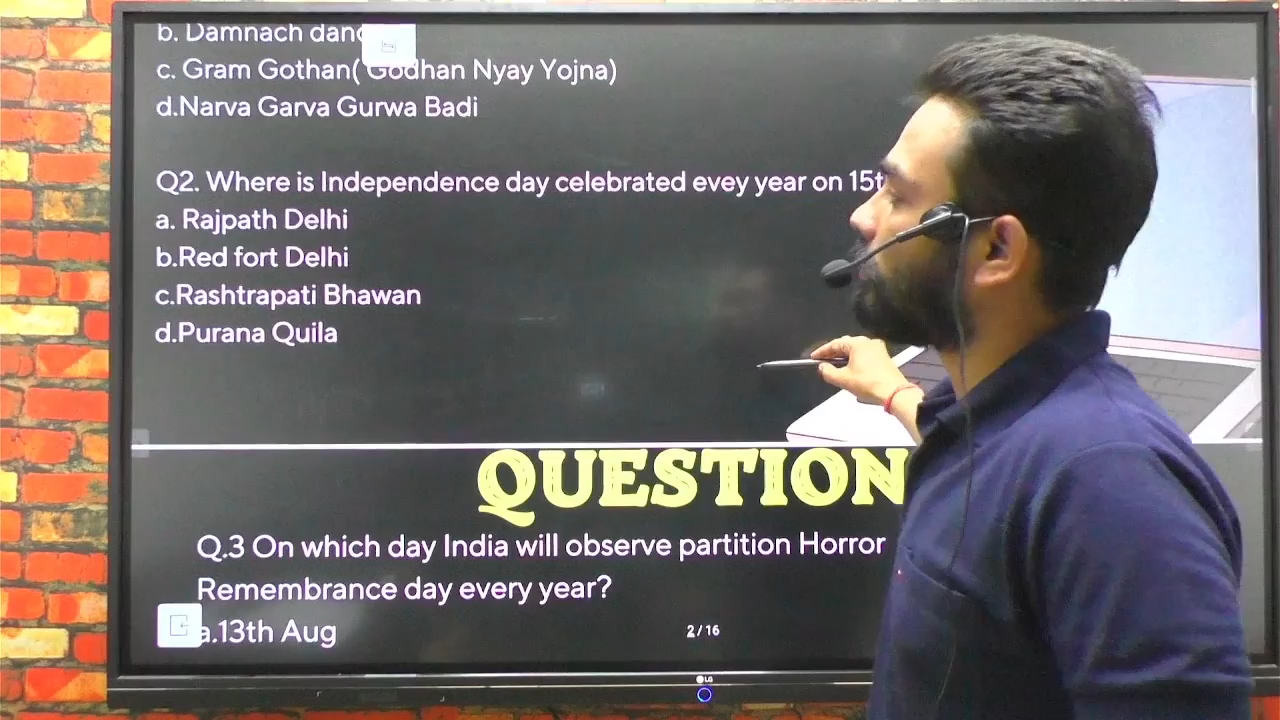 b. Damnach
c. Gram Gothan( Godhan Nyay Yojna)
d.Narva Garva Gurwa Badi
Q2. Where is Independence day celebrated evey year on 15t
a. Rajpath Delhi
b.Red fort Delhi
c.Rashtrapati Bhawan
d.Purana Quila
QUESTION
Q.3 On which day India will observe partition Horror
Remembrance day every year?
a.13th Aug
2/16
LG